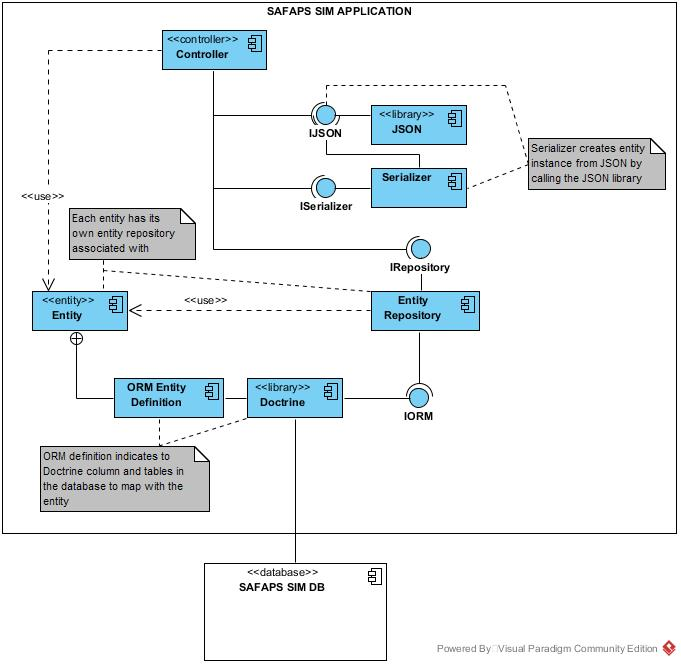 SAFAPS SIM APPLICATION
<<controller>>
Controller
<<library>>
JSON
IJSON
Serializer creates entity
instance from JSON by
calling the JSON library
Serializer
ISerializer
<<use>>
Each entity has its
own entity repository
associated with
IRepository
<<entity>>
Entity
<<use>>
Entity
Repository
ORM Entity
Definition
<<library>>
Doctrine
IORM
ORM definition indicates to
Doctrine column and tables in
the database to map with the
entity
<<database>>
SAFAPS SIM DB
Powered By Visual Paradigm Community Edition